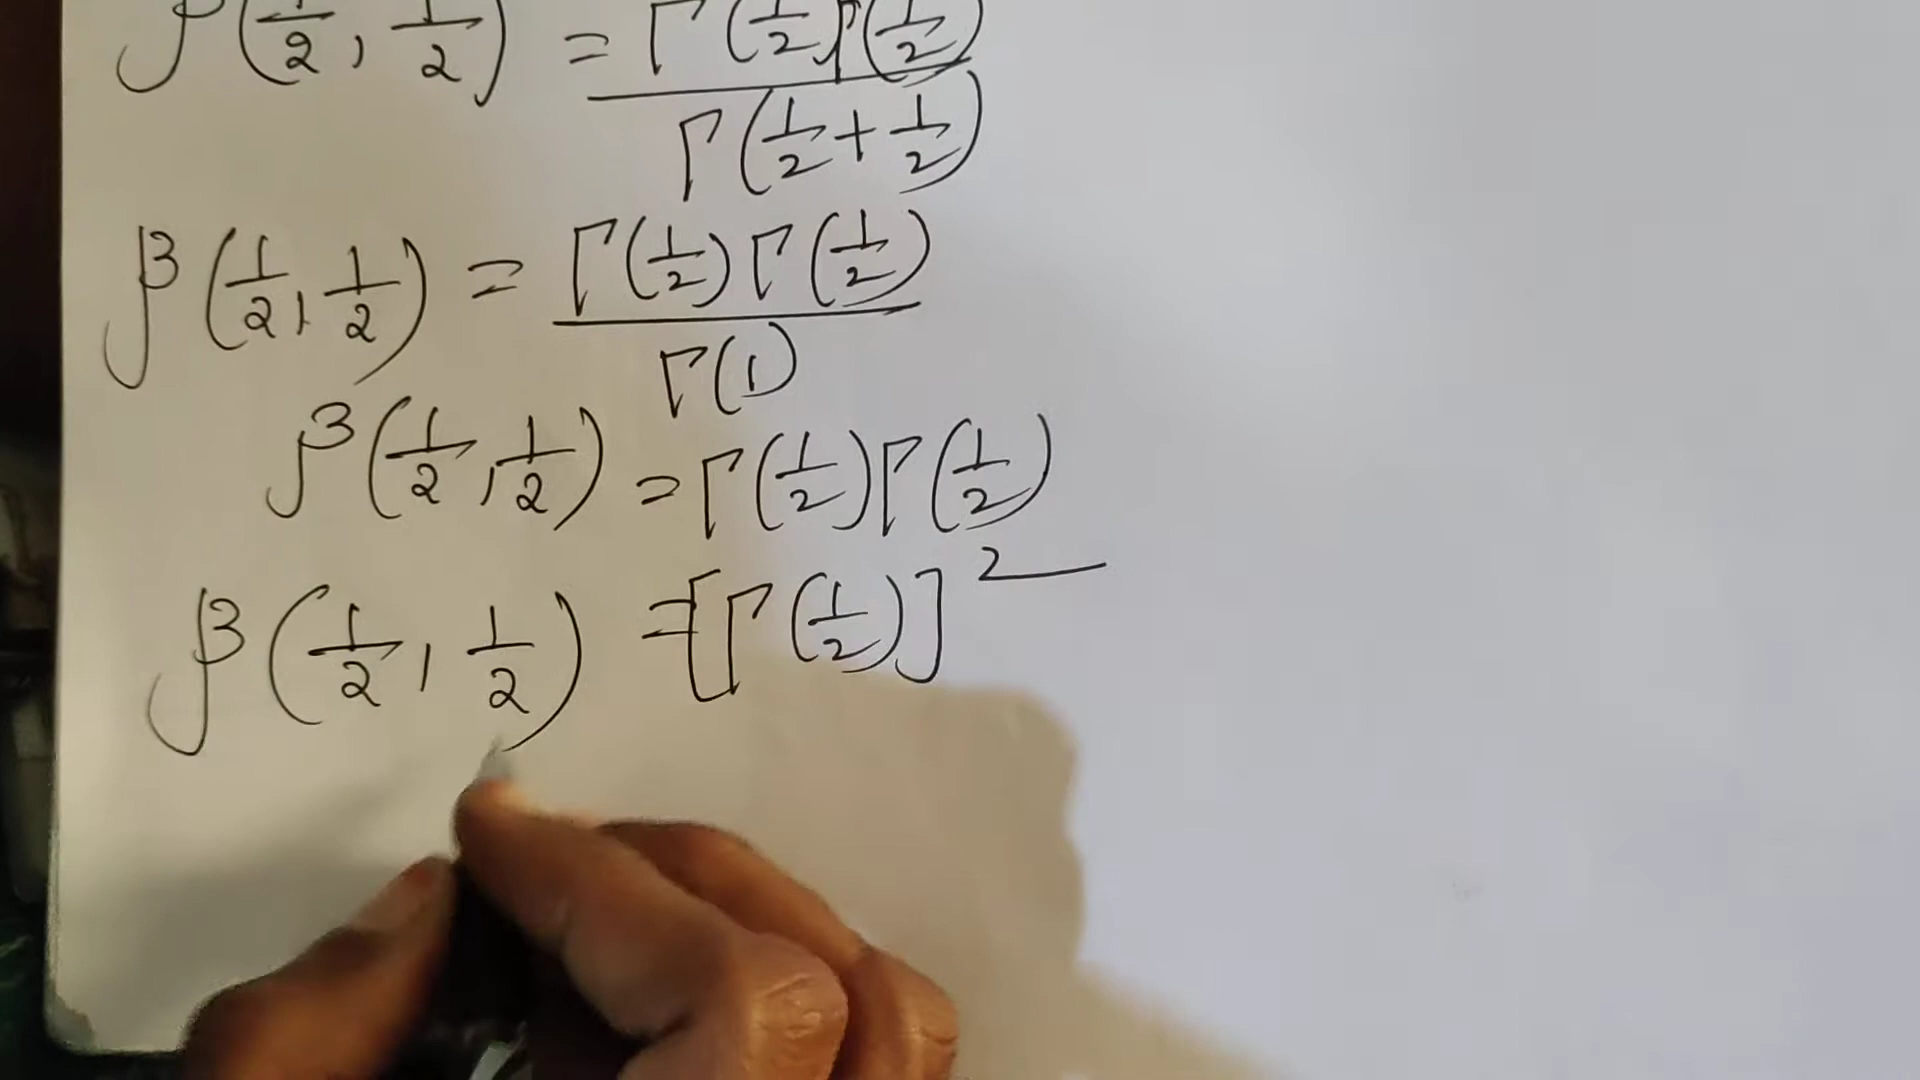 β(1/2, 1/2) = Γ(1/2)Γ(1/2) / Γ(1/2 + 1/2)
β(1/2, 1/2) = Γ(1/2)Γ(1/2) / Γ(1)
β(1/2, 1/2) = Γ(1/2)Γ(1/2)
β(1/2, 1/2) = [Γ(1/2)]²